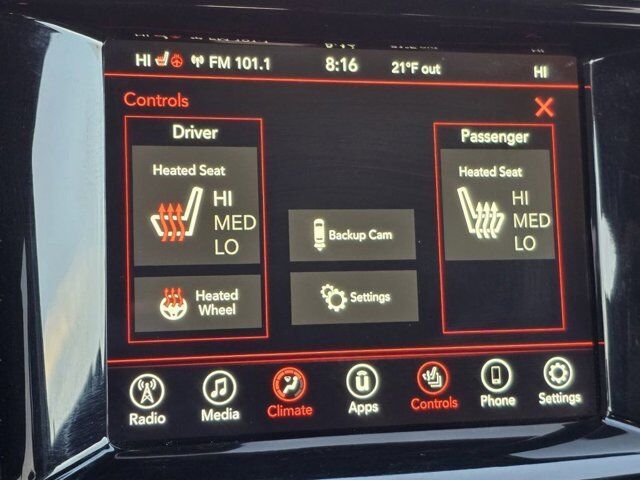 HI FM 101.1 8:16 21°F out HI
Controls
Driver
Heated Seat
HI
MED
LO
Heated
Wheel
Backup Cam
Settings
Passenger
Heated Seat
HI
MED
LO
Radio Media Climate Apps Controls Phone Settings